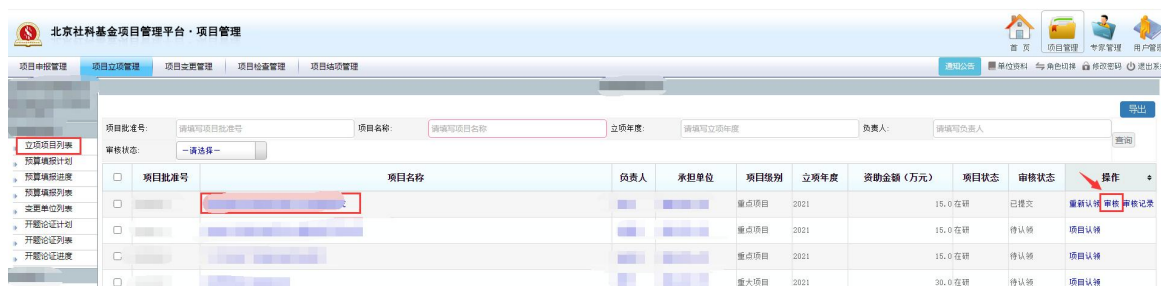 北京社科基金项目管理平台·项目管理
首 页 项目管理 专家管理 用户管理
项目申报管理 项目立项管理 项目变更管理 项目检查管理 项目结项管理
通知公告 单位资料 角色切换 修改密码 退出系
导出
项目批准号: 请填写项目批准号 项目名称: 请填写项目名称 立项年度: 请填写立项年度 负责人: 请填写负责人
审核状态: -请选择- 查询
立项项目列表
预算填报计划
预算填报进度
预算填报列表
变更单位列表
开题论证计划
开题论证列表
开题论证进度
项目批准号 项目名称 负责人 承担单位 项目级别 立项年度 资助金额（万元） 项目状态 审核状态 操作
重点项目 2021 15.0 在研 已提交 重新认领 审核 审核记录
重点项目 2021 15.0 在研 待认领 项目认领
重点项目 2021 15.0 在研 待认领 项目认领
重大项目 2021 30.0 在研 待认领 项目认领